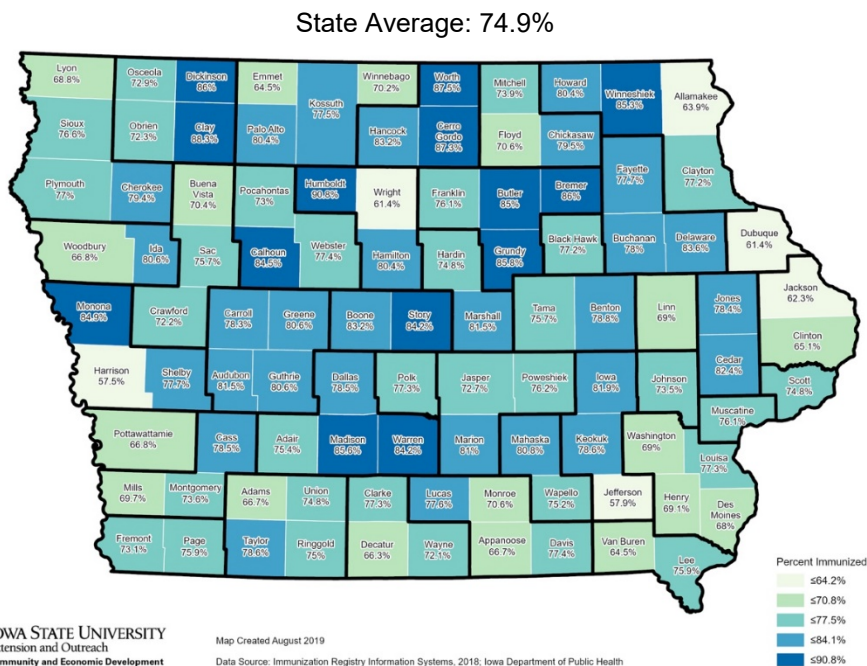 State Average: 74.9%
Lyon
68.8%
Osceola
72.9%
Dickinson
86%
Emmet
64.5%
Winnebago
70.2%
Worth
87.5%
Mitchell
73.9%
Howard
80.4%
Winneshiek
85.3%
Allamakee
63.9%
Kossuth
77.5%
Sioux
76.6%
Obrien
72.3%
Clay
88.3%
Palo Alto
80.4%
Hancock
83.2%
Cerro
Gordo
87.3%
Floyd
70.6%
Chickasaw
79.5%
Fayette
77.7%
Clayton
77.2%
Plymouth
77%
Cherokee
79.4%
Buena
Vista
70.4%
Pocahontas
73%
Humboldt
90.8%
Wright
61.4%
Franklin
76.1%
Butler
85%
Bremer
86%
Woodbury
66.8%
Ida
80.6%
Sac
75.7%
Calhoun
84.5%
Webster
77.4%
Hamilton
80.4%
Hardin
74.8%
Grundy
85.8%
Black Hawk
77.2%
Buchanan
78%
Delaware
83.6%
Dubuque
61.4%
Jackson
62.3%
Monona
84.9%
Crawford
72.2%
Carroll
78.3%
Greene
80.6%
Boone
83.2%
Story
84.2%
Marshall
81.5%
Tama
75.7%
Benton
78.8%
Linn
69%
Jones
78.4%
Clinton
65.1%
Cedar
82.4%
Harrison
57.5%
Shelby
77.7%
Audubon
81.5%
Guthrie
80.6%
Dallas
78.5%
Polk
77.3%
Jasper
72.7%
Poweshiek
76.2%
Iowa
81.9%
Johnson
73.5%
Scott
74.8%
Muscatine
76.1%
Pottawattamie
66.8%
Cass
78.5%
Adair
75.4%
Madison
85.6%
Warren
84.2%
Marion
81%
Mahaska
80.8%
Keokuk
78.6%
Washington
69%
Louisa
77.3%
Mills
69.7%
Montgomery
73.6%
Adams
66.7%
Union
74.8%
Clarke
77.3%
Lucas
77.6%
Monroe
70.6%
Wapello
75.2%
Jefferson
57.9%
Henry
69.1%
Des
Moines
68%
Fremont
73.1%
Page
75.9%
Taylor
78.6%
Ringgold
75%
Decatur
66.3%
Wayne
72.1%
Appanoose
66.7%
Davis
77.4%
Van Buren
64.5%
Lee
75.9%
Percent Immunized
≤64.2%
≤70.8%
≤77.5%
≤84.1%
≤90.8%
IOWA STATE UNIVERSITY
xtension and Outreach
ommunity and Economic Development
Map Created August 2019
Data Source: Immunization Registry Information Systems, 2018; Iowa Department of Public Health